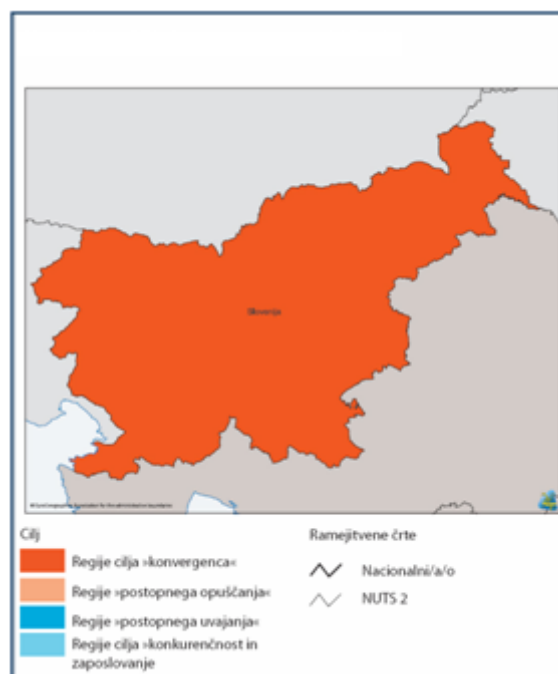 Slovenija
Cilj
Regije cilja »konvergenca«
Regije »postopnega opuščanja«
Regije »postopnega uvajanja«
Regije cilja »konkurenčnost in
zaposlovanje
Ramejitvene črte
Nacionalni/a/o
NUTS 2